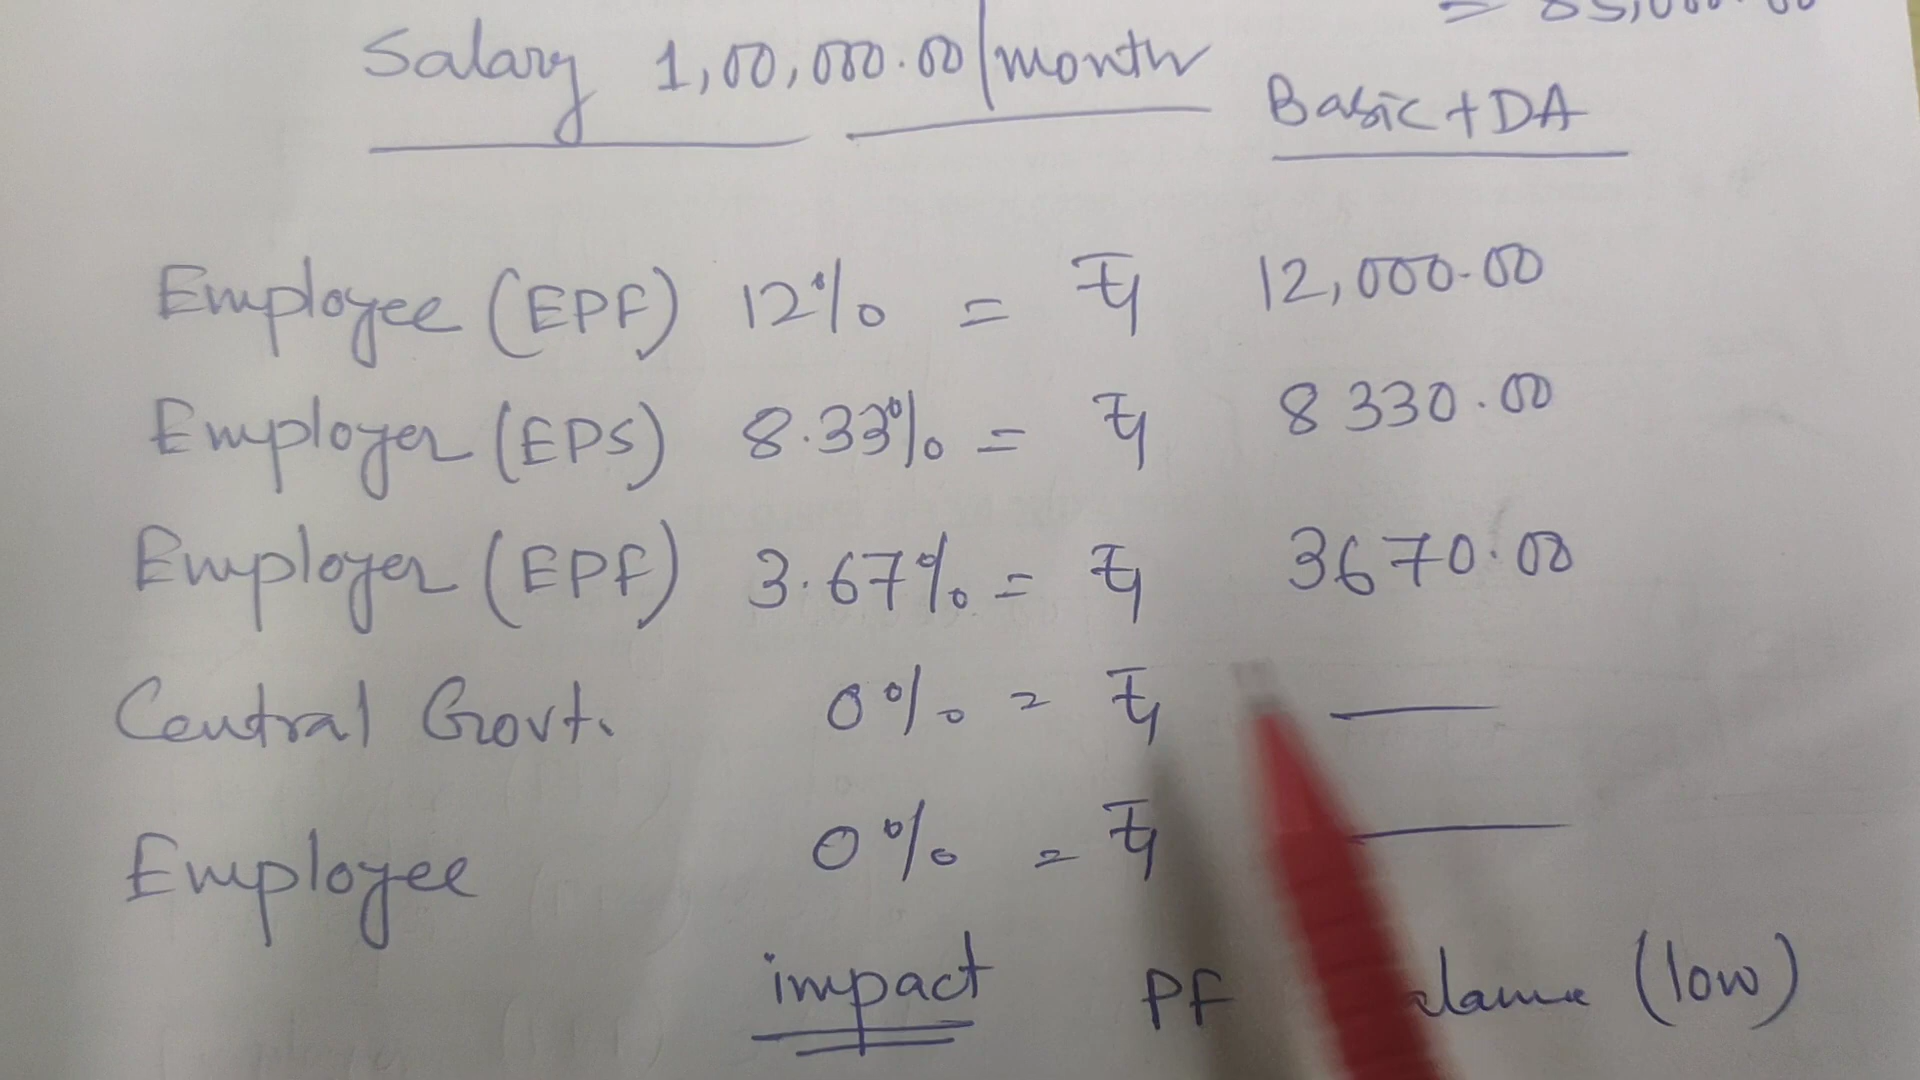 Salary 1,00,000.00/month
Basic + DA
Employee (EPF) 12% = ₹ 12,000.00
Employer (EPS) 8.33% = ₹ 8330.00
Employer (EPF) 3.67% = ₹ 3670.00
Central Govt. 0% = ₹ —
Employee 0% = ₹ —
impact PF (low)